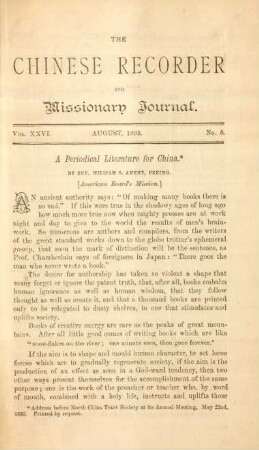 THE
CHINESE RECORDER
AND
Missionary Journal.
VOL. XXVI. AUGUST, 1895. No. 8.
A Periodical Literature for China.*
BY REV. WILLIAM S. AMENT, PEKING.
[American Board's Mission.]
AN ancient authority says: "Of making many books there is
no end." If this were true in the shadowy ages of long ago
how much more true now when mighty presses are at work
night and day to give to the world the results of men's brain-
work. So numerous are authors and compilers, from the writers
of the great standard works down to the globe trotter's ephemeral
gossip, that soon the mark of distinction will be the sentence, as
Prof. Chamberlain says of foreigners in Japan: "There goes the
man who never wrote a book."
The desire for authorship has taken so violent a shape that
many forget or ignore the patent truth, that, after all, books embalm
human ignorance as well as human wisdom, that they follow
thought as well as create it, and that a thousand books are printed
only to be relegated to dusty shelves, to one that stimulates and
uplifts society.
Books of creative energy are rare as the peaks of great moun-
tains. After all little good comes of writing books which are like
"snow-flakes on the river; one minute seen, then gone forever."
If the aim is to shape and mould human character, to set loose
forces which are to gradually regenerate society, if the aim is the
production of an effect as seen in a God-ward tendency, then two
other ways present themselves for the accomplishment of the same
purpose; one is the work of the preacher or teacher who, by word
of mouth, combined with a holy life, instructs and uplifts those
*Address before North-China Tract Society at its Annual Meeting, May 22nd,
1895. Printed by request.